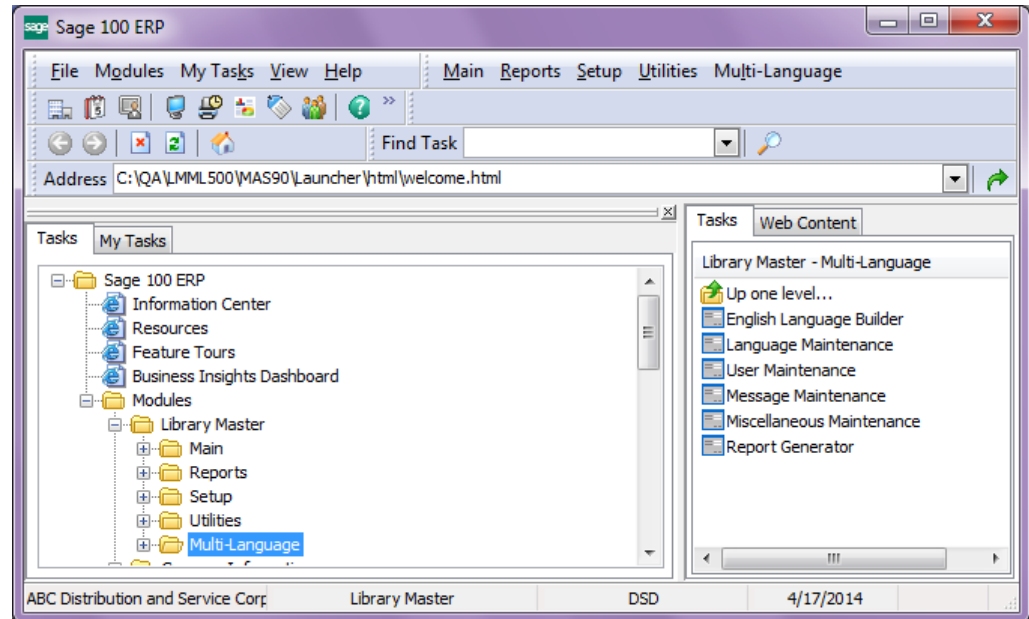 sage Sage 100 ERP
File Modules My Tasks View Help Main Reports Setup Utilities Multi-Language
Find Task
Address C:\QA\LMML500\MAS90\Launcher\html\welcome.html
Tasks My Tasks
Sage 100 ERP
Information Center
Resources
Feature Tours
Business Insights Dashboard
Modules
Library Master
Main
Reports
Setup
Utilities
Multi-Language
Tasks Web Content
Library Master - Multi-Language
Up one level...
English Language Builder
Language Maintenance
User Maintenance
Message Maintenance
Miscellaneous Maintenance
Report Generator
ABC Distribution and Service Corp Library Master DSD 4/17/2014